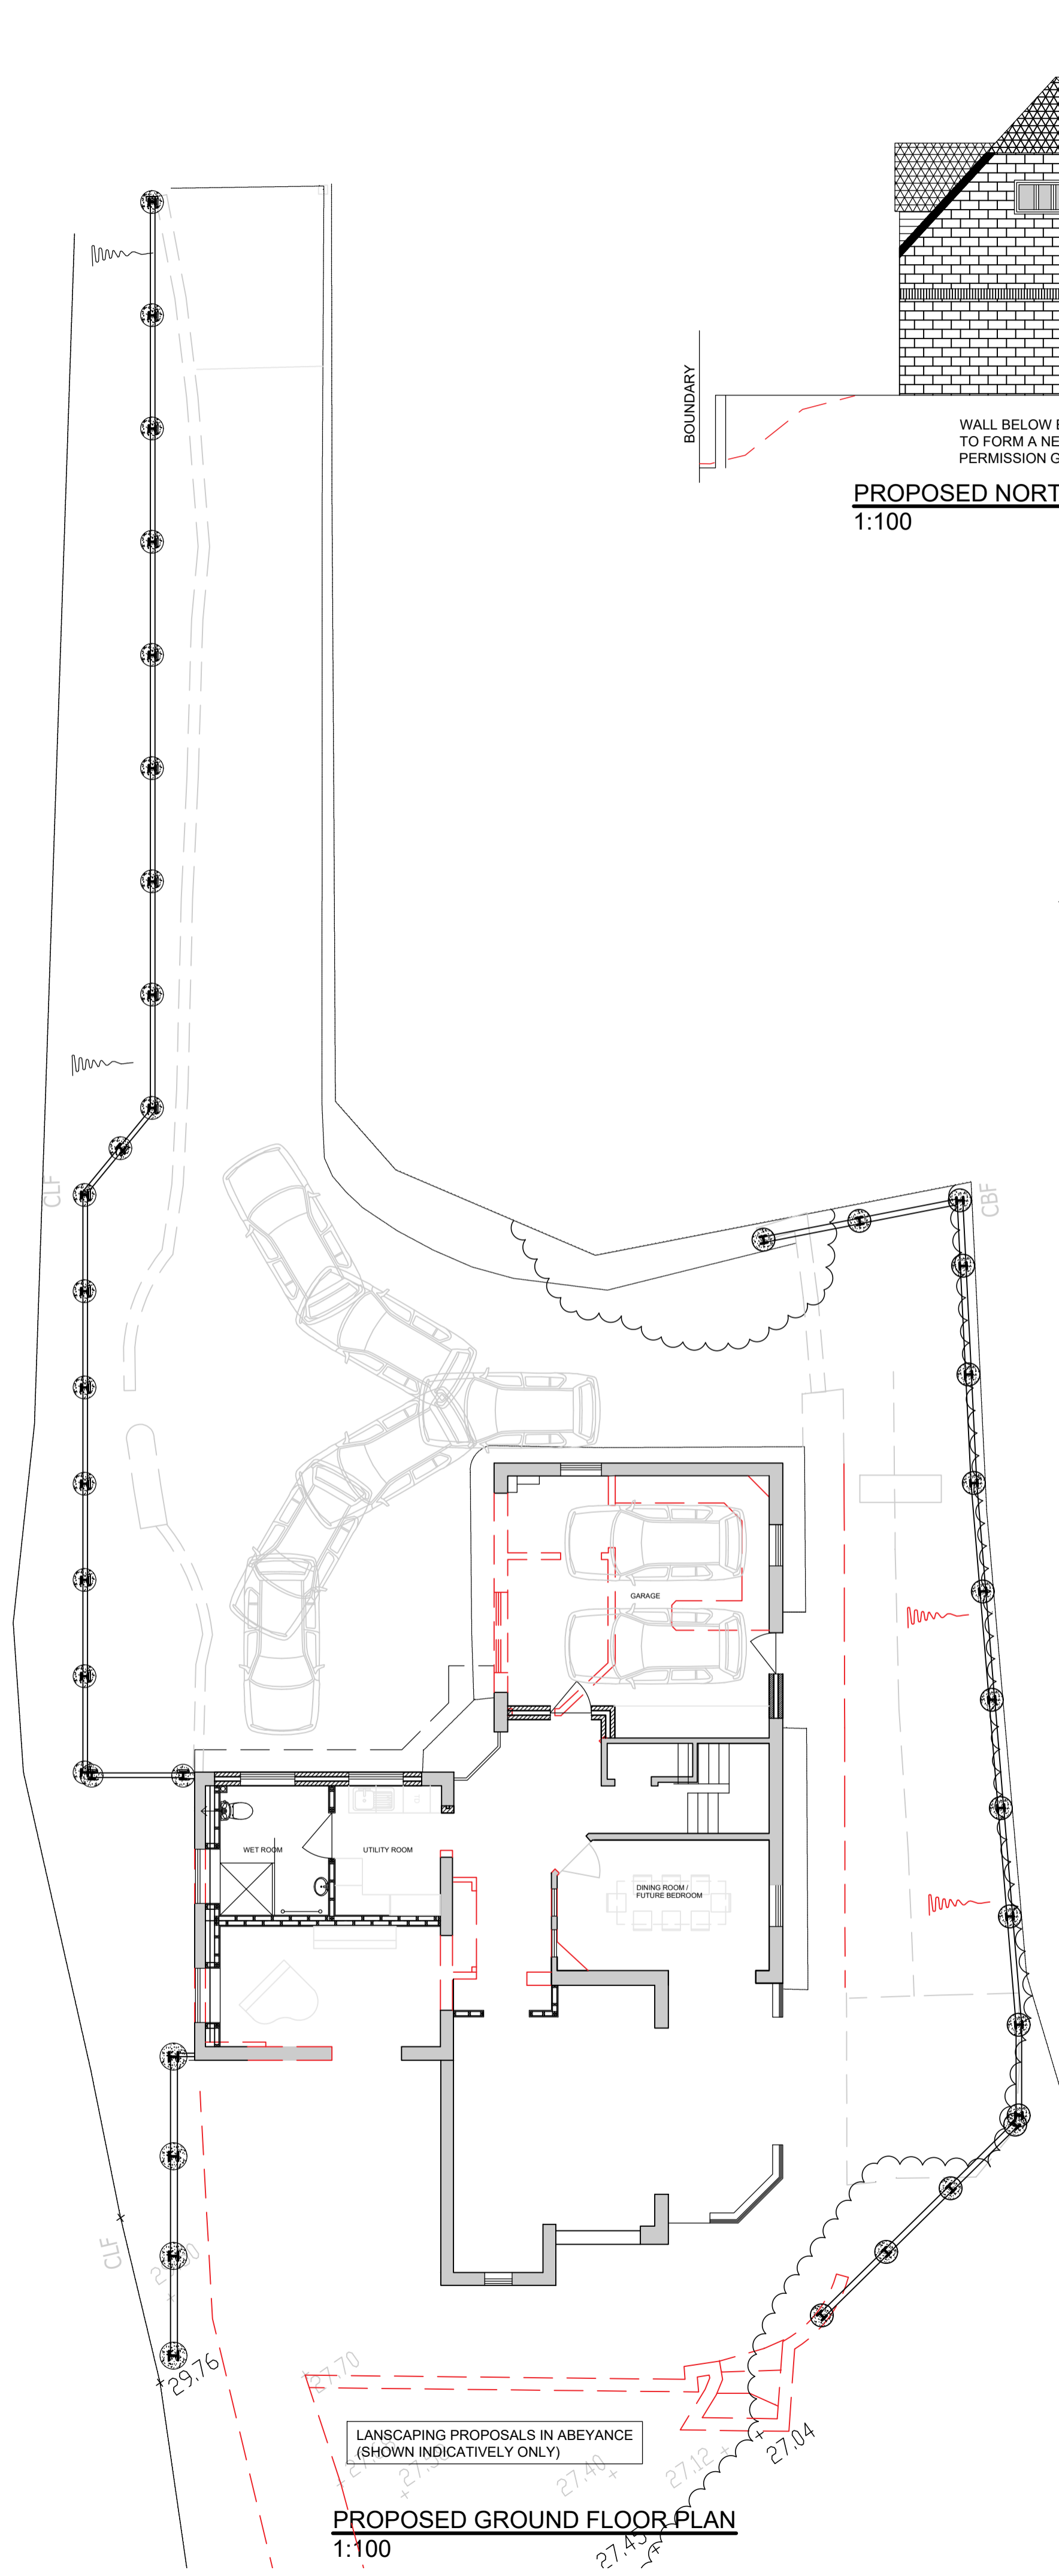 BOUNDARY
WALL BELOW
TO FORM A NE
PERMISSION G
PROPOSED NORT
1:100
CLF
CBF
GARAGE
WET ROOM
UTILITY ROOM
DINING ROOM /
FUTURE BEDROOM
CLF
29.76
27.70
LANSCAPING PROPOSALS IN ABEYANCE
(SHOWN INDICATIVELY ONLY)
27.04
27.12
27.40
PROPOSED GROUND FLOOR PLAN
1:100
27.45